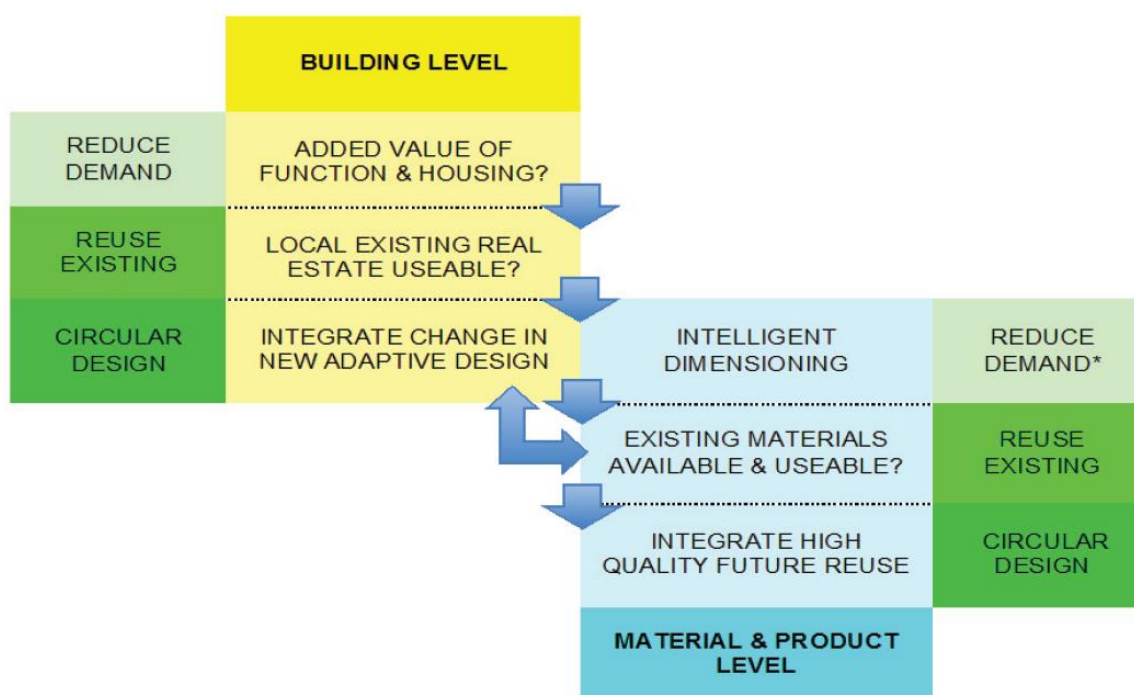 BUILDING LEVEL
REDUCE
DEMAND
ADDED VALUE OF
FUNCTION & HOUSING?
REUSE
EXISTING
LOCAL EXISTING REAL
ESTATE USEABLE?
CIRCULAR
DESIGN
INTEGRATE CHANGE IN
NEW ADAPTIVE DESIGN
INTELLIGENT
DIMENSIONING
REDUCE
DEMAND*
EXISTING MATERIALS
AVAILABLE & USEABLE?
REUSE
EXISTING
INTEGRATE HIGH
QUALITY FUTURE REUSE
CIRCULAR
DESIGN
MATERIAL & PRODUCT
LEVEL